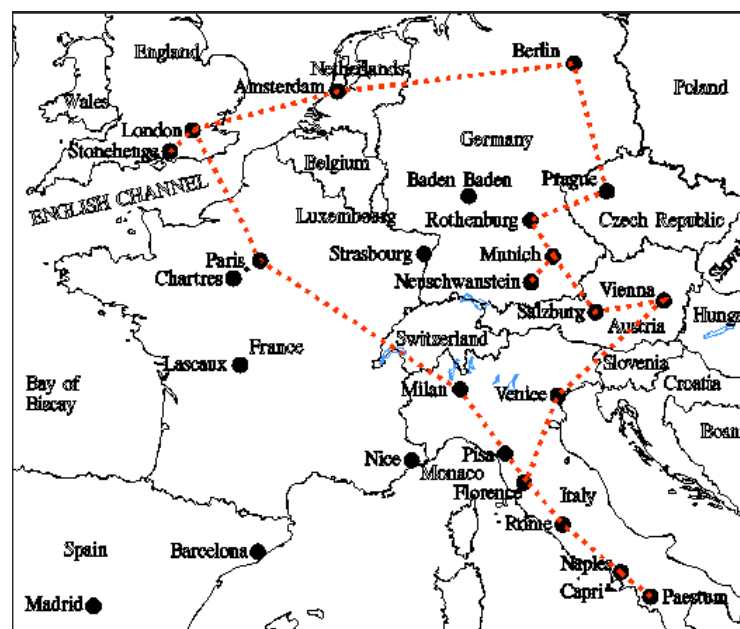 England
Berlin
Netherlands
Amsterdam
Poland
Wales
London
Germany
Stonehenge
Belgium
Baden Baden
Prague
ENGLISH CHANNEL
Luxembourg
Rothenburg
Czech Republic
Paris
Strasbourg
Munich
Chartres
Neuschwanstein
Slovak
Vienna
Salzburg
Hung
Austria
Switzerland
France
Lascaux
Slovenia
Bay of
Biscay
Milan
Venice
Croatia
Nice
Pisa
Monaco
Florence
Italy
Rome
Spain
Barcelona
Naples
Capri
Madrid
Paestum